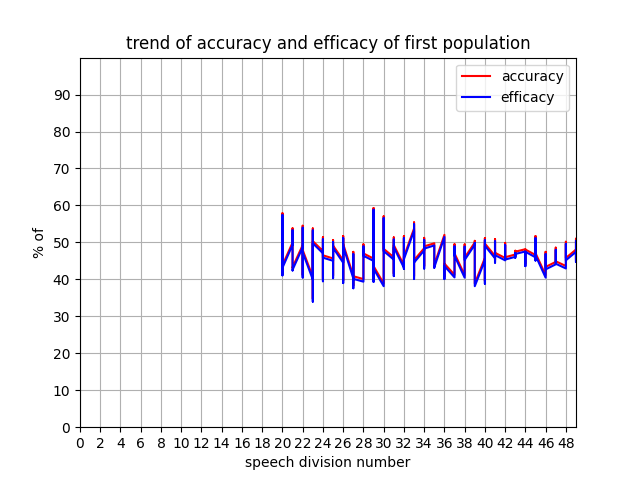 trend of accuracy and efficacy of first population
accuracy
efficacy
90
80
70
60
50
40
30
20
10
0
% of
0 2 4 6 8 10 12 14 16 18 20 22 24 26 28 30 32 34 36 38 40 42 44 46 48
speech division number